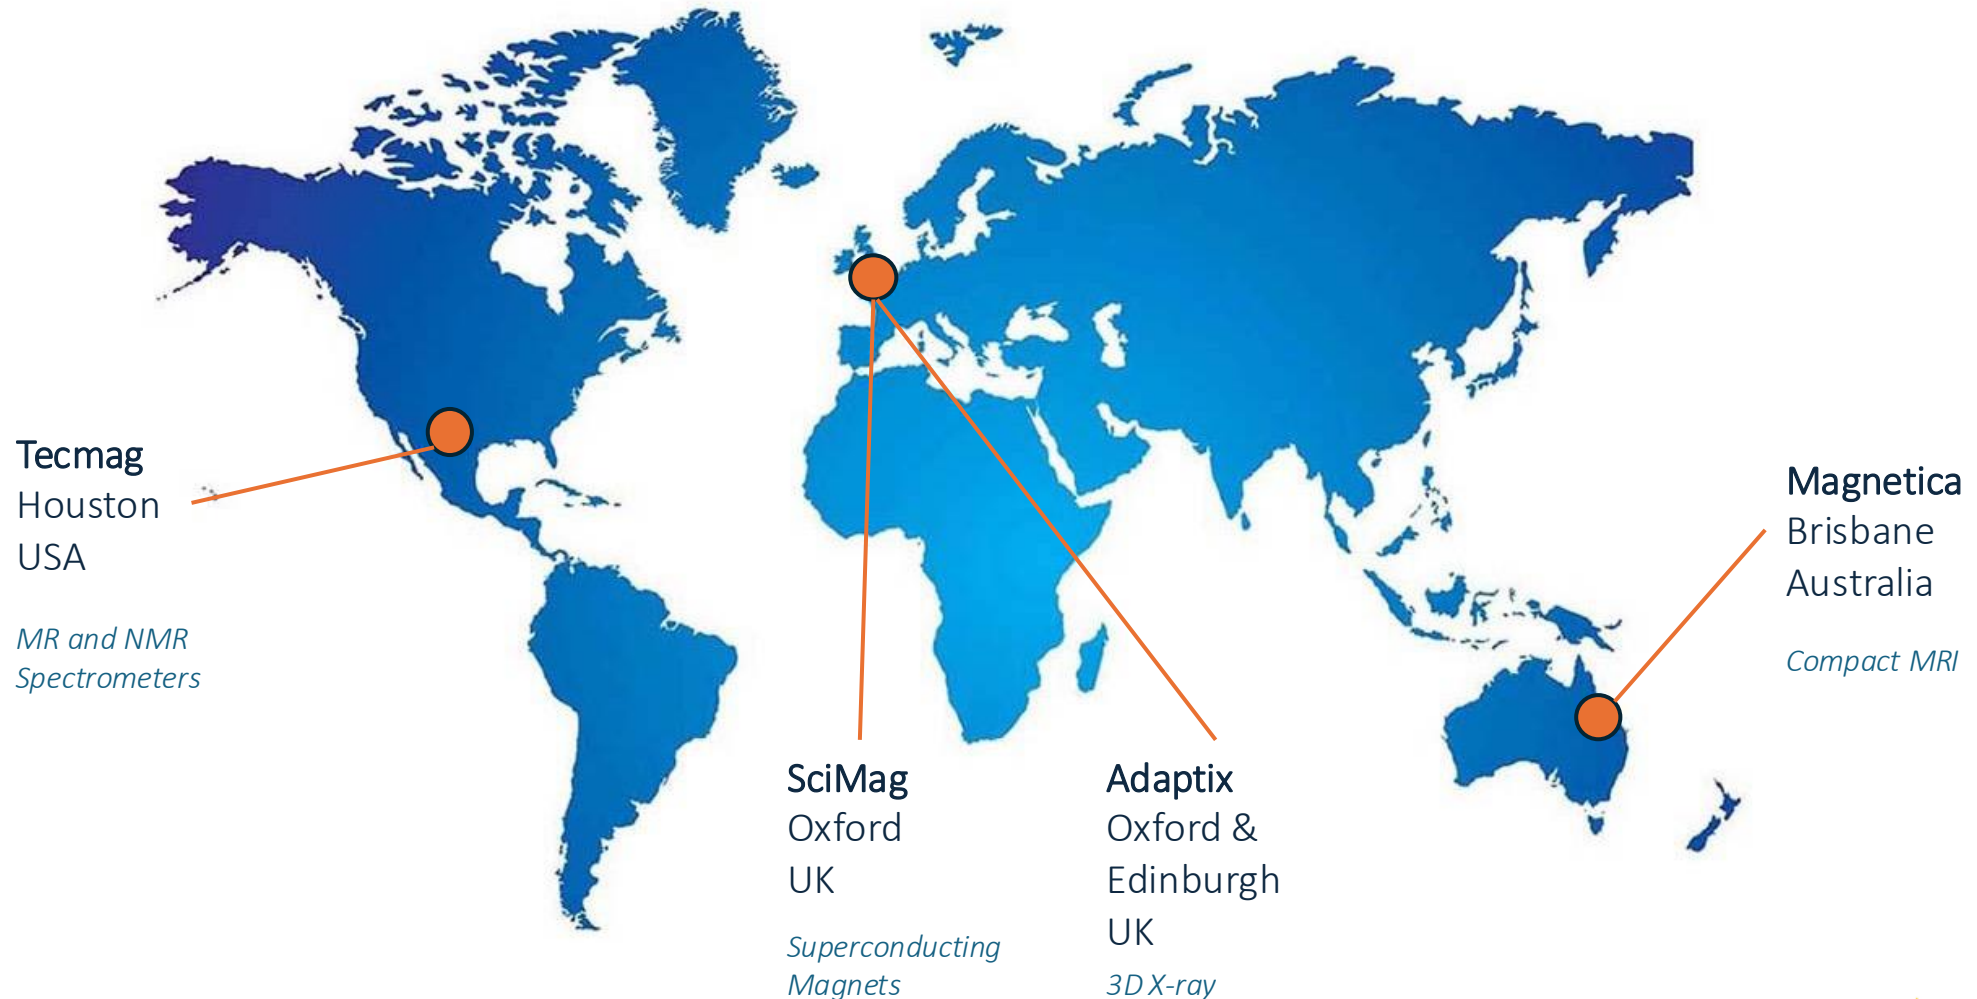 Tecmag
Houston
USA
MR and NMR
Spectrometers
SciMag
Oxford
UK
Superconducting
Magnets
Adaptix
Oxford &
Edinburgh
UK
3D X-ray
Magnetica
Brisbane
Australia
Compact MRI